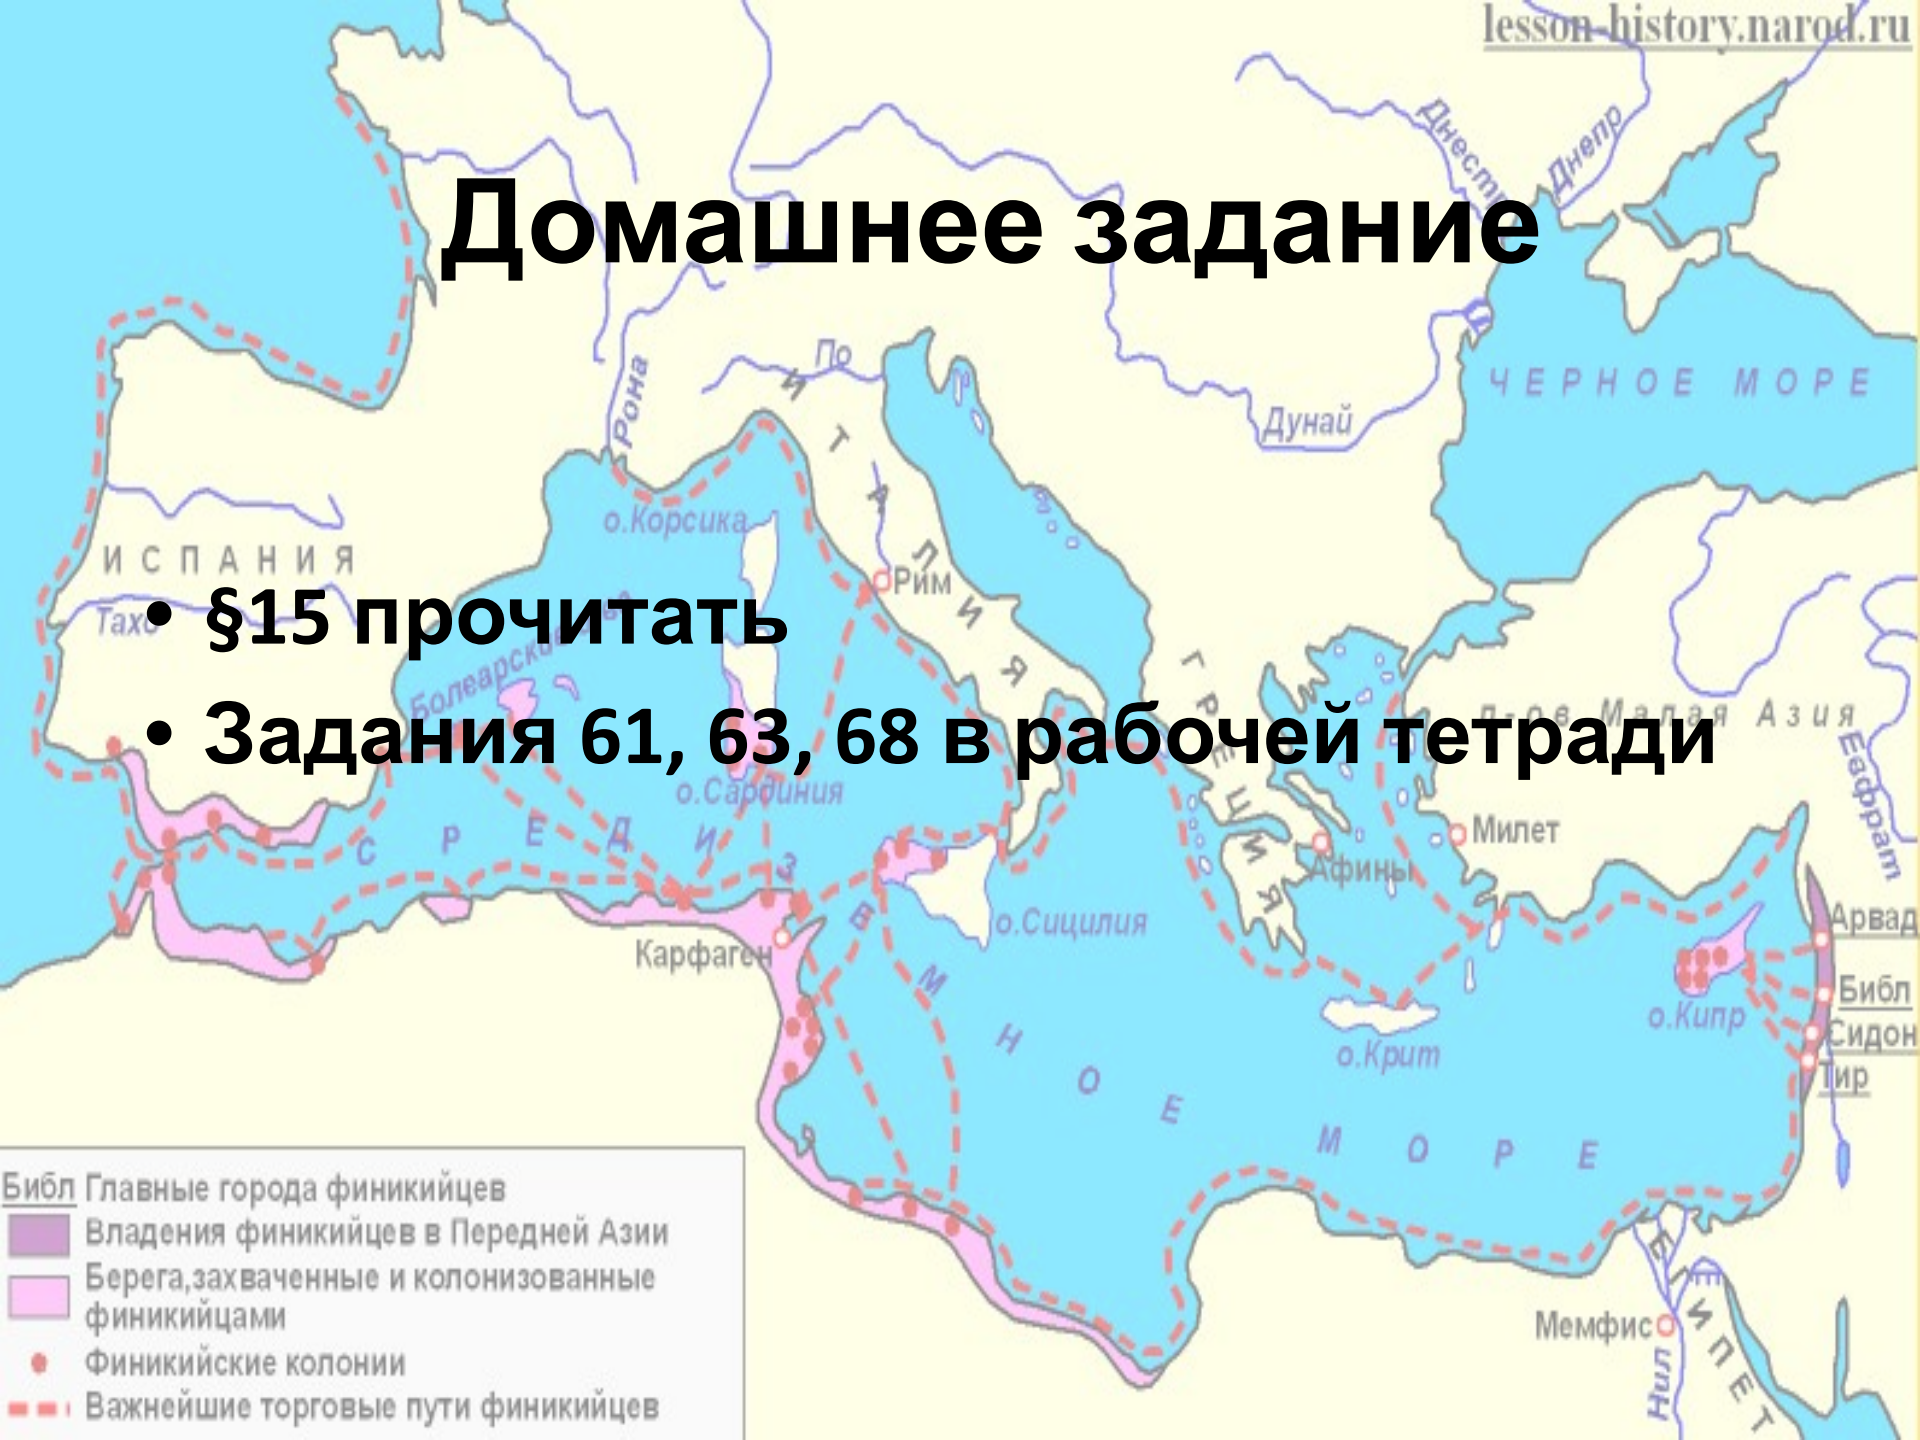 lesson-history.narod.ru
Днестр
Днепр
Домашнее задание
Рона
По
ИТАЛИЯ
Дунай
ЧЕРНОЕ МОРЕ
о.Корсика
ИСПАНИЯ
Рим
Тахо
• §15 прочитать
Болеарские
ГРЕЦИЯ
п-ов Малая Азия
• Задания 61, 63, 68 в рабочей тетради
Евфрат
о.Сардиния
СРЕДИЗЕМНОЕ МОРЕ
Милет
Афины
Арвад
о.Сицилия
Карфаген
Библ
о.Кипр
Сидон
о.Крит
Тир
Библ Главные города финикийцев
Владения финикийцев в Передней Азии
Берега,захваченные и колонизованные
финикийцами
Финикийские колонии
Важнейшие торговые пути финикийцев
ЕГИПЕТ
Мемфис
Нил